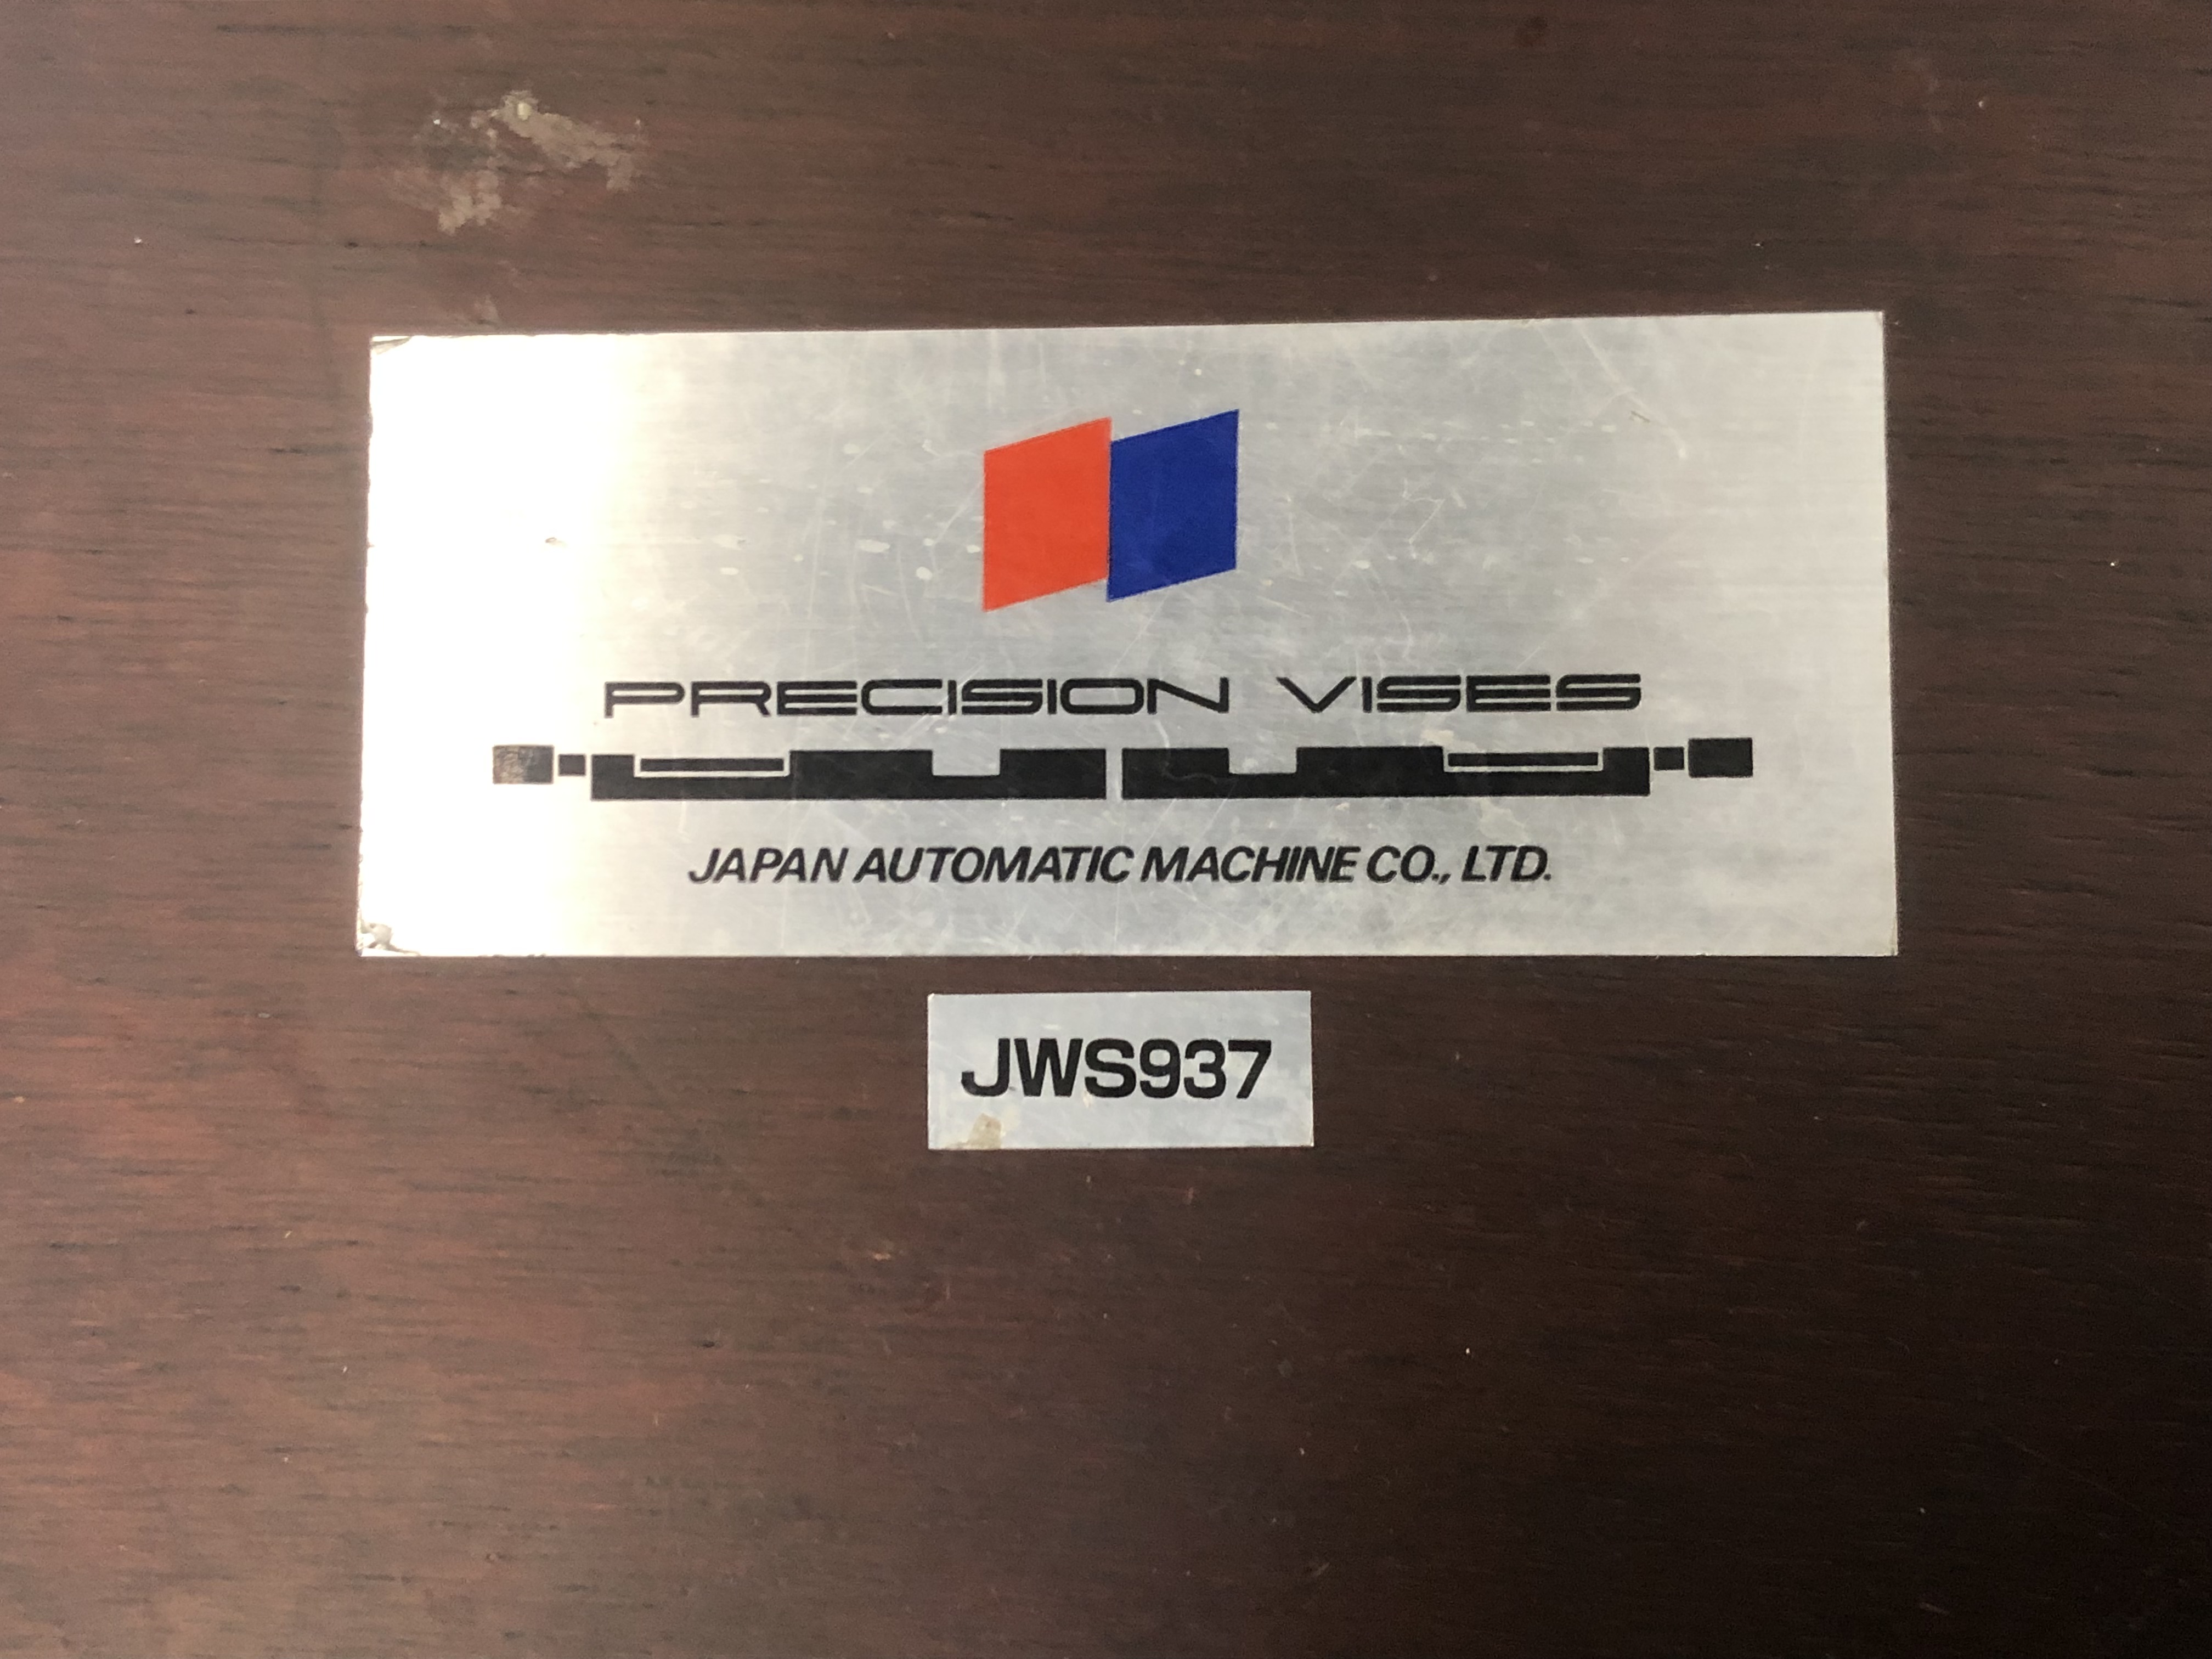 PRECISION VISES
JAPAN AUTOMATIC MACHINE CO., LTD.
JWS937